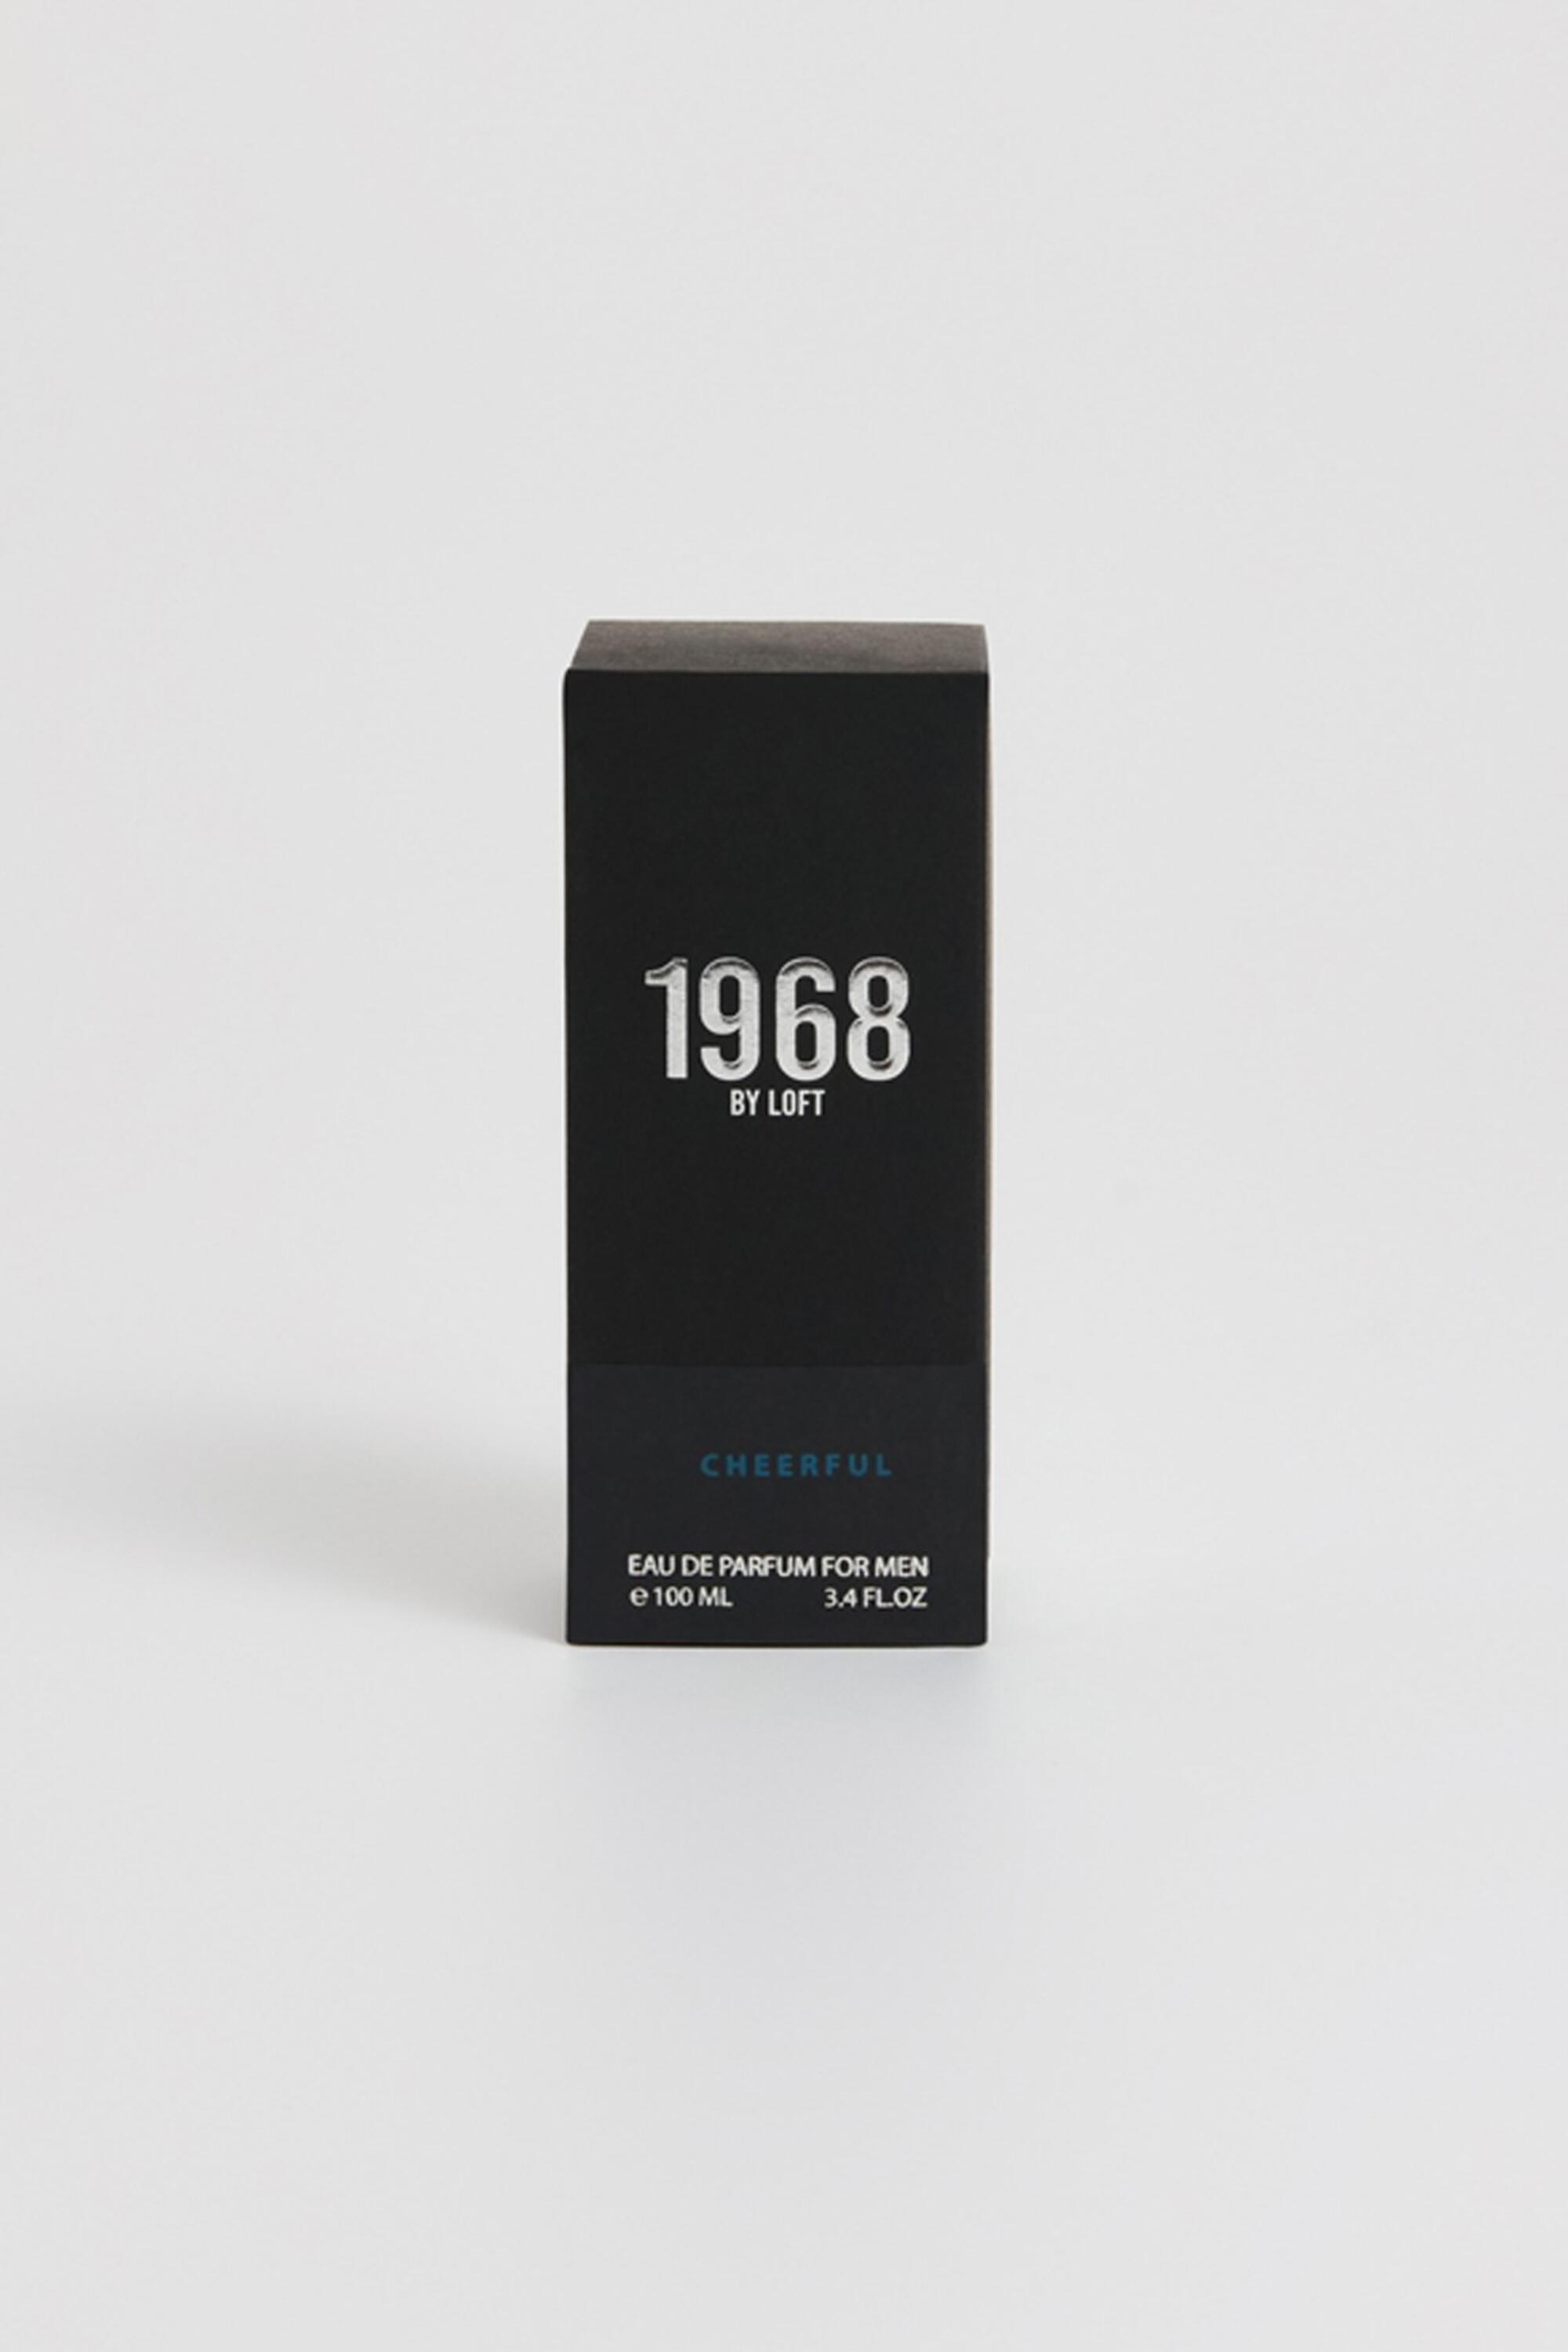 1968
BY LOFT
CHEERFUL
EAU DE PARFUM FOR MEN
℮ 100 ML 3.4 FL.OZ